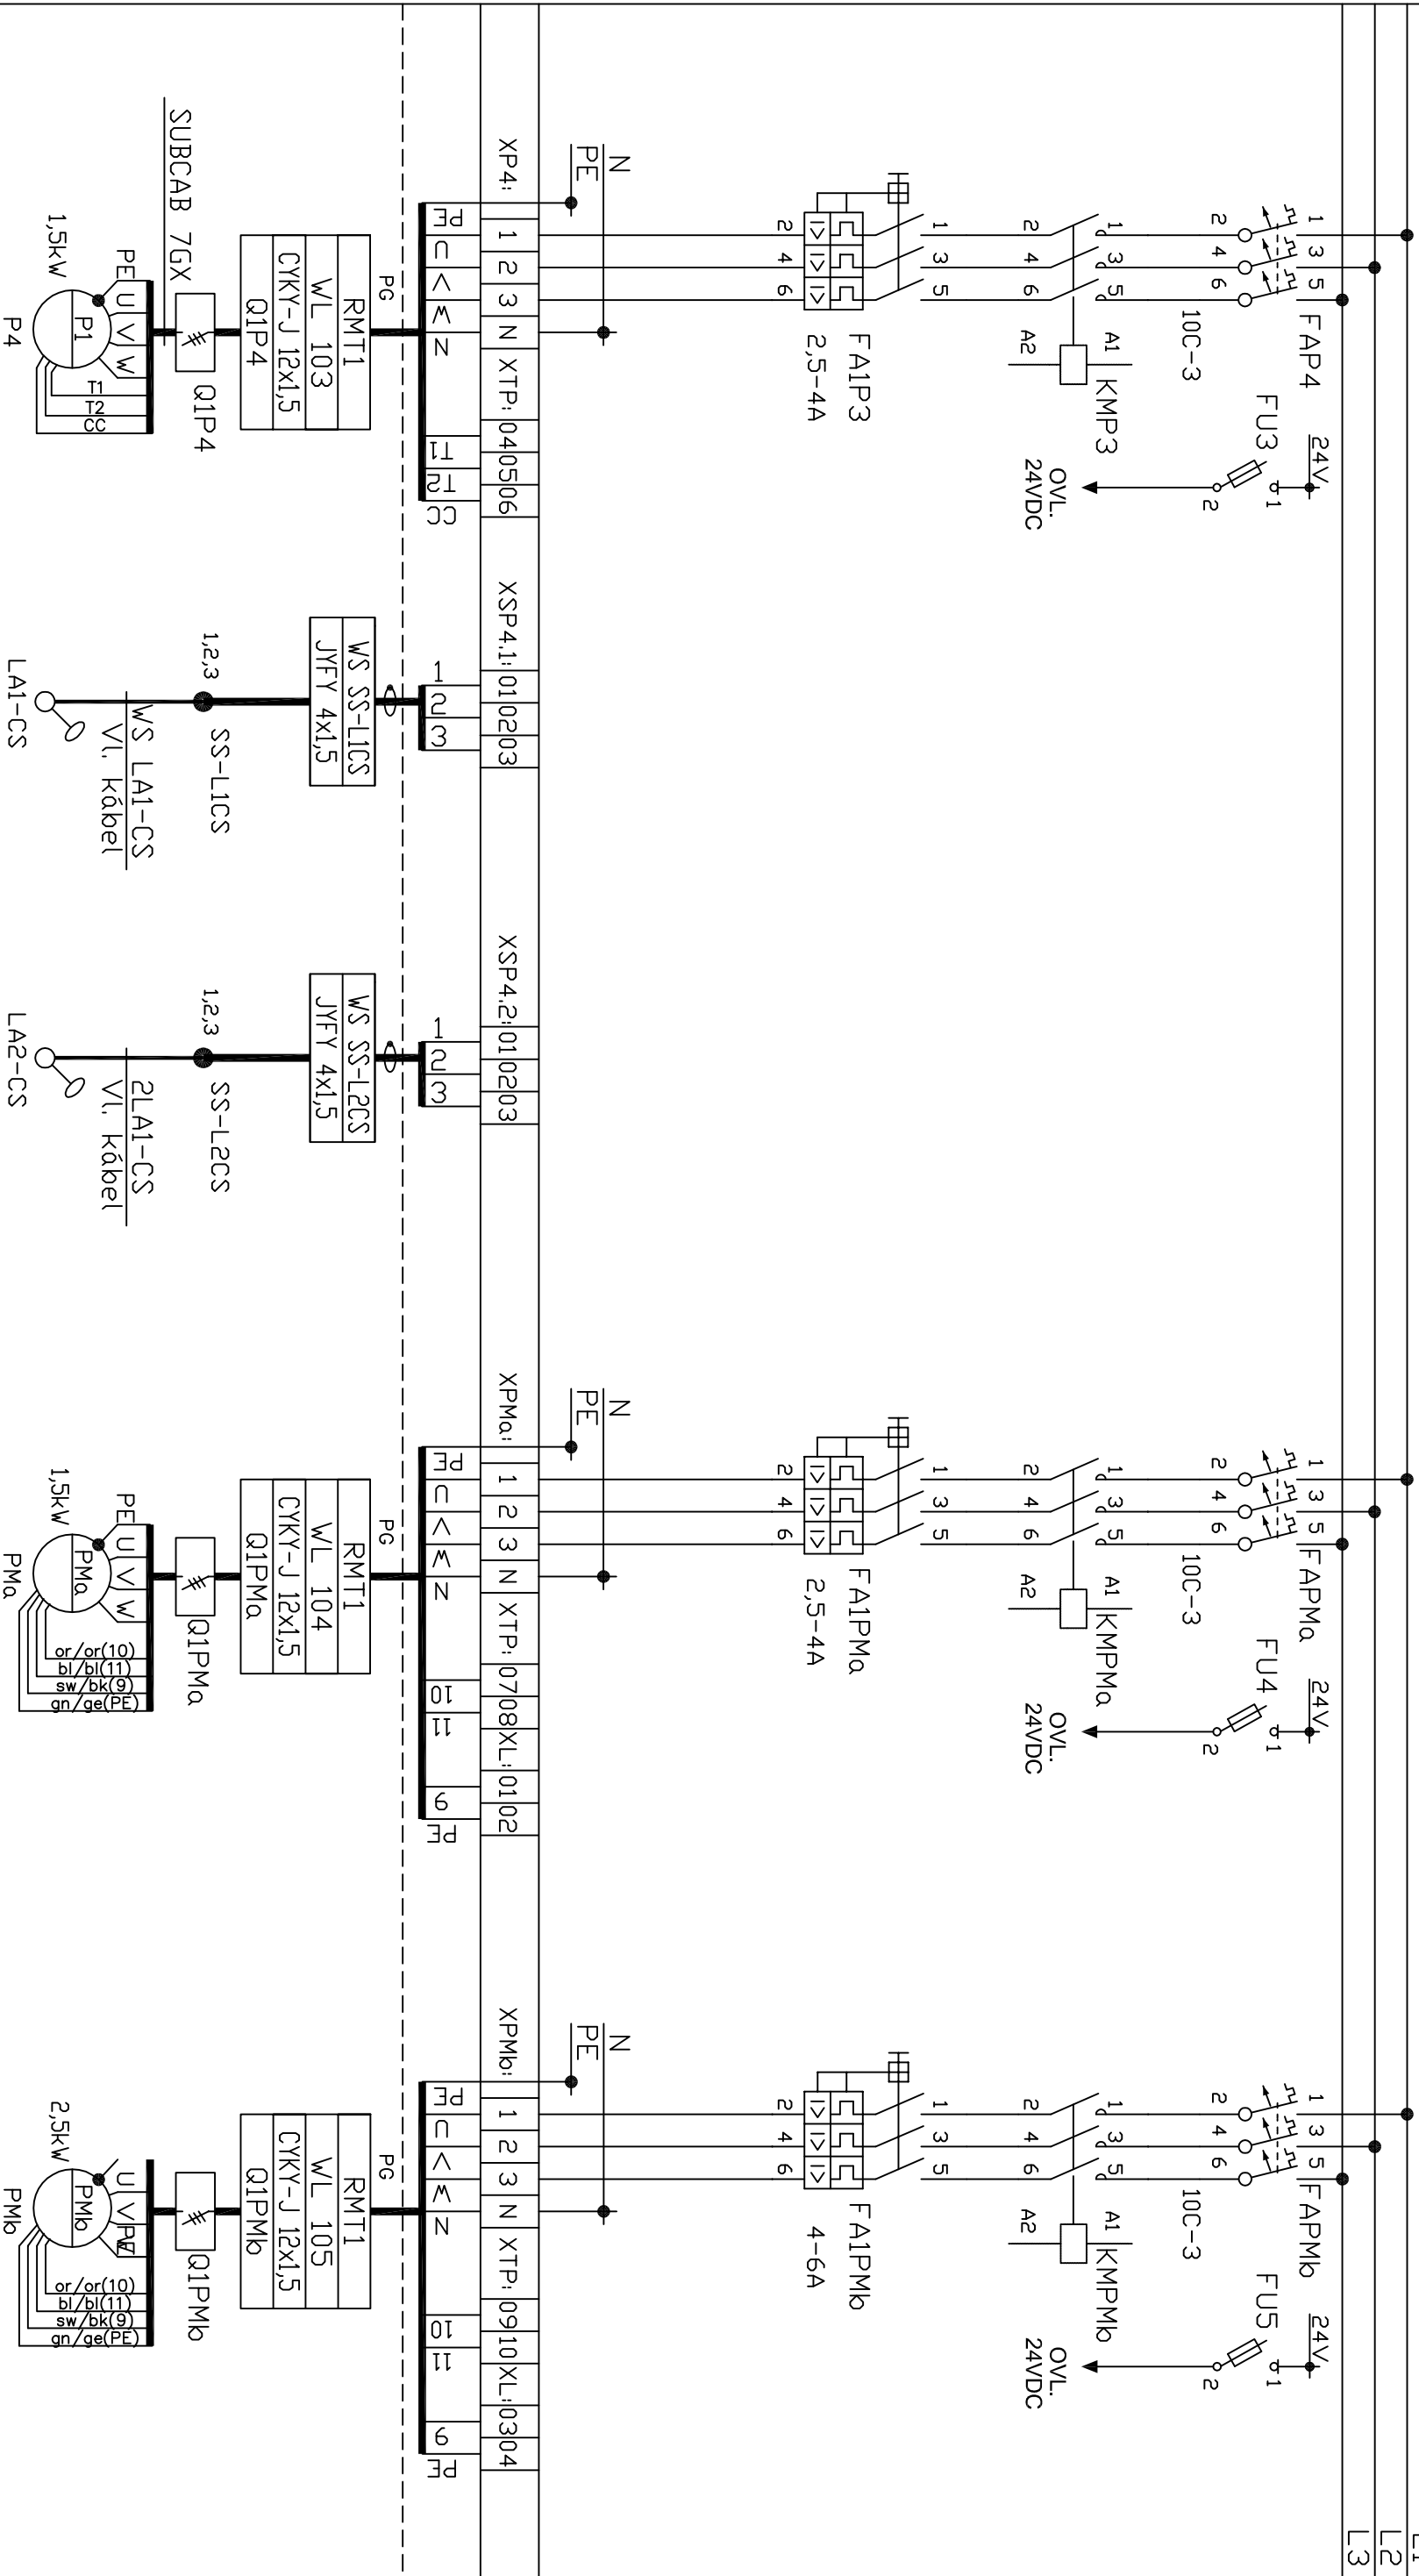 L1
L2
L3
1 3 5 FAP4
2 4 6
10C-3
FU3
24V
1
2
OVL.
24VDC
1 3 5
2 4 6
A1
A2
KMP3
1 3 5
2 4 6
FA1P3
2,5-4A
N
PE
XP4: 1 2 3 N XTP: 04 05 06
PE U V W N T1 T2 CC
PG
RMT1
WL 103
CYKY-J 12x1,5
Q1P4
Q1P4
SUBCAB 7GX
PE U V W
T1
T2
CC
1,5kW
P1
P4
XSP4.1: 01 02 03
1 2 3
WS SS-L1CS
JYFY 4x1,5
1,2,3
SS-L1CS
WS LA1-CS
Vl. kábel
LA1-CS
XSP4.2: 01 02 03
1 2 3
WS SS-L2CS
JYFY 4x1,5
1,2,3
SS-L2CS
2LA1-CS
Vl. kábel
LA2-CS
1 3 5 FAPMa
2 4 6
10C-3
FU4
24V
1
2
OVL.
24VDC
1 3 5
2 4 6
A1
A2
KMPMa
1 3 5
2 4 6
FA1PMa
2,5-4A
N
PE
XPMa: 1 2 3 N XTP: 07 08 XL: 01 02
PE U V W N 10 11 9 PE
PG
RMT1
WL 104
CYKY-J 12x1,5
Q1PMa
Q1PMa
PE U V W
or/or(10)
bl/bl(11)
sw/bk(9)
gn/ge(PE)
1,5kW
PMa
PMa
1 3 5 FAPMb
2 4 6
10C-3
FU5
24V
1
2
OVL.
24VDC
1 3 5
2 4 6
A1
A2
KMPMb
1 3 5
2 4 6
FA1PMb
4-6A
N
PE
XPMb: 1 2 3 N XTP: 09 10 XL: 03 04
PE U V W N 10 11 9 PE
PG
RMT1
WL 105
CYKY-J 12x1,5
Q1PMb
Q1PMb
U V W PE
or/or(10)
bl/bl(11)
sw/bk(9)
gn/ge(PE)
2,5kW
PMb
PMb